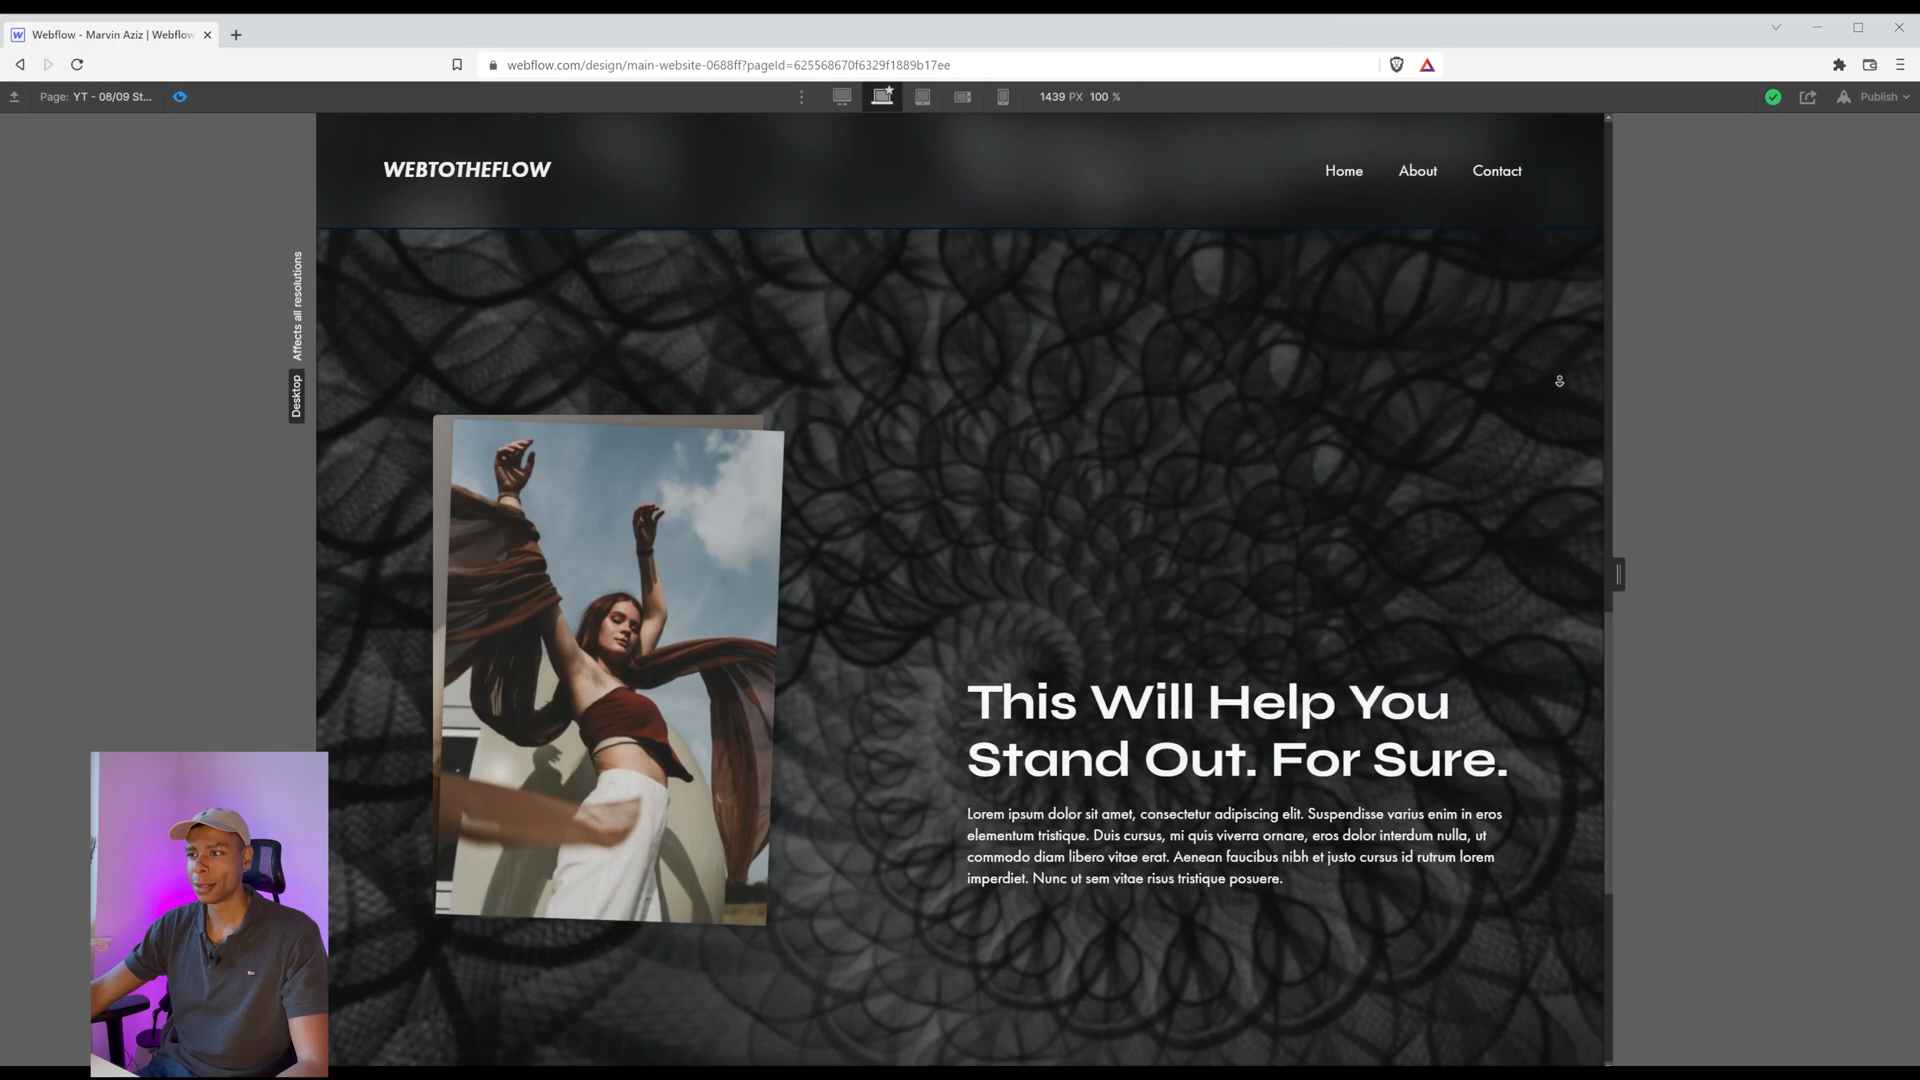 Webflow - Marvin Aziz | Webflow
webflow.com/design/main-website-0688ff?pageId=625568670f6329f1889b17ee
Page: YT - 08/09 St...
1439 PX 100 %
Publish
WEBTOTHEFLOW
Home About Contact
Affects all resolutions
Desktop
This Will Help You
Stand Out. For Sure.
Lorem ipsum dolor sit amet, consectetur adipiscing elit. Suspendisse varius enim in eros
elementum tristique. Duis cursus, mi quis viverra ornare, eros dolor interdum nulla, ut
commodo diam libero vitae erat. Aenean faucibus nibh et justo cursus id rutrum lorem
imperdiet. Nunc ut sem vitae risus tristique posuere.